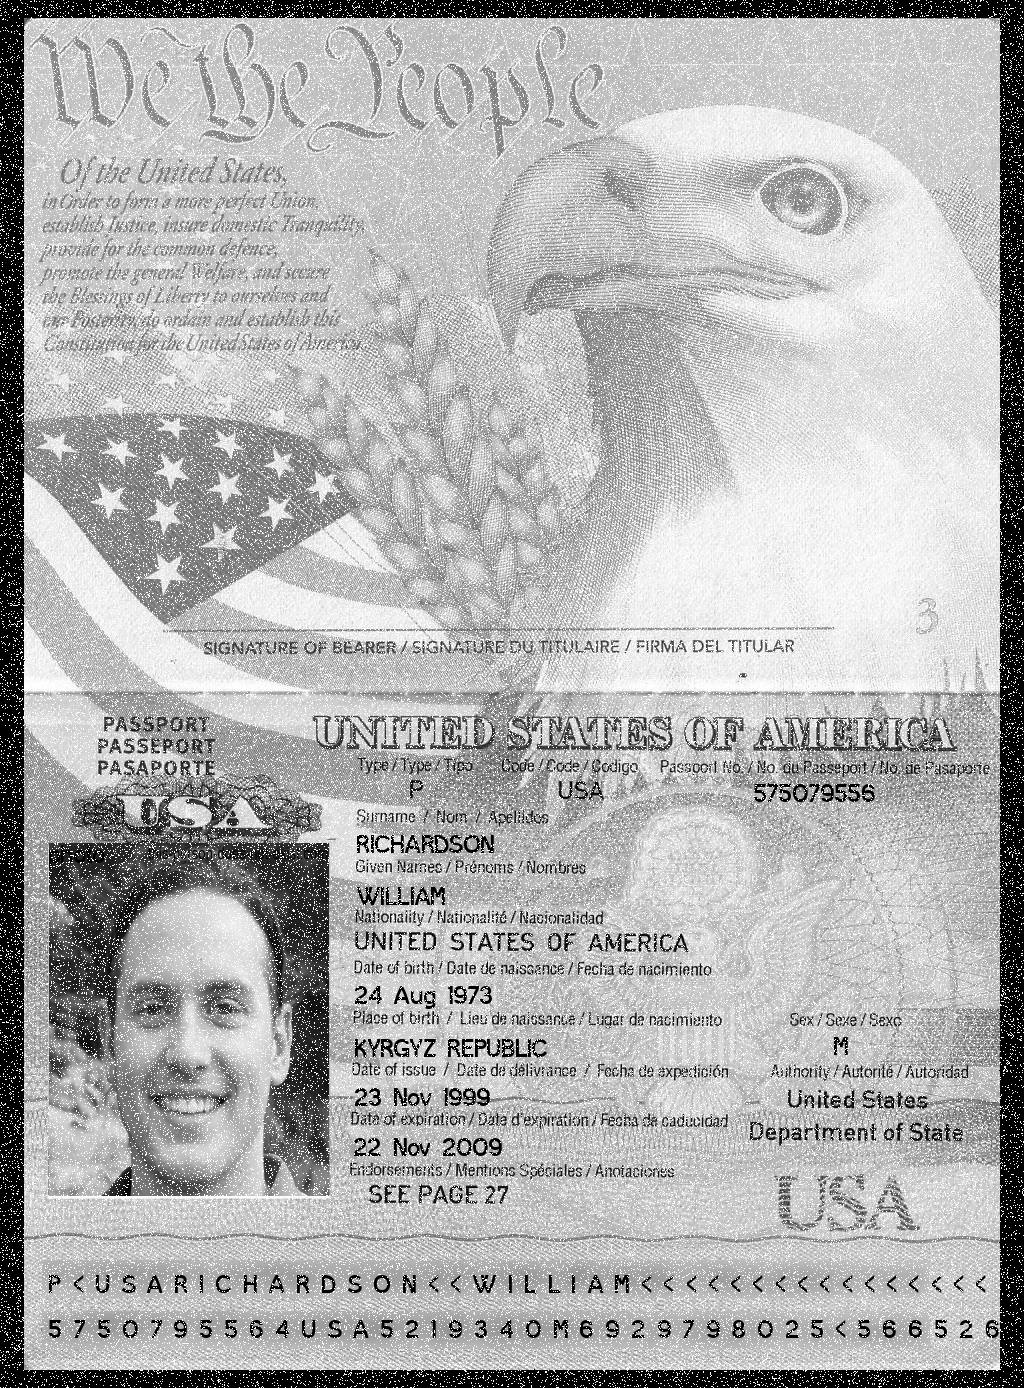 We the People
Of the United States,
in Order to form a more perfect Union,
establish Justice, insure domestic Tranquility,
provide for the common defence,
promote the general Welfare, and secure
the Blessings of Liberty to ourselves and
our Posterity, do ordain and establish this
Constitution for the United States of America.
3
SIGNATURE OF BEARER / SIGNATURE DU TITULAIRE / FIRMA DEL TITULAR
PASSPORT
PASSEPORT
PASAPORTE
USA
UNITED STATES OF AMERICA
Type / Type / Tipo Code / Code / Codigo Passport No. / No. du Passeport / No. de Pasaporte
P USA 575079556
Surname / Nom / Apellidos
RICHARDSON
Given Names / Prénoms / Nombres
WILLIAM
Nationality / Nationalité / Nacionalidad
UNITED STATES OF AMERICA
Date of birth / Date de naissance / Fecha de nacimiento
24 Aug 1973
Place of birth / Lieu de naissance / Lugar de nacimiento Sex / Sexe / Sexo
KYRGYZ REPUBLIC M
Date of issue / Date de délivrance / Fecha de expedición Authority / Autorité / Autoridad
23 Nov 1999 United States
Date of expiration / Date d'expiration / Fecha de caducidad Department of State
22 Nov 2009
Endorsements / Mentions Spéciales / Anotaciones
SEE PAGE 27 USA
P<USARICHARDSON<<WILLIAM<<<<<<<<<<<<<<<<
5750795564USA5219340M692979802 5<566526